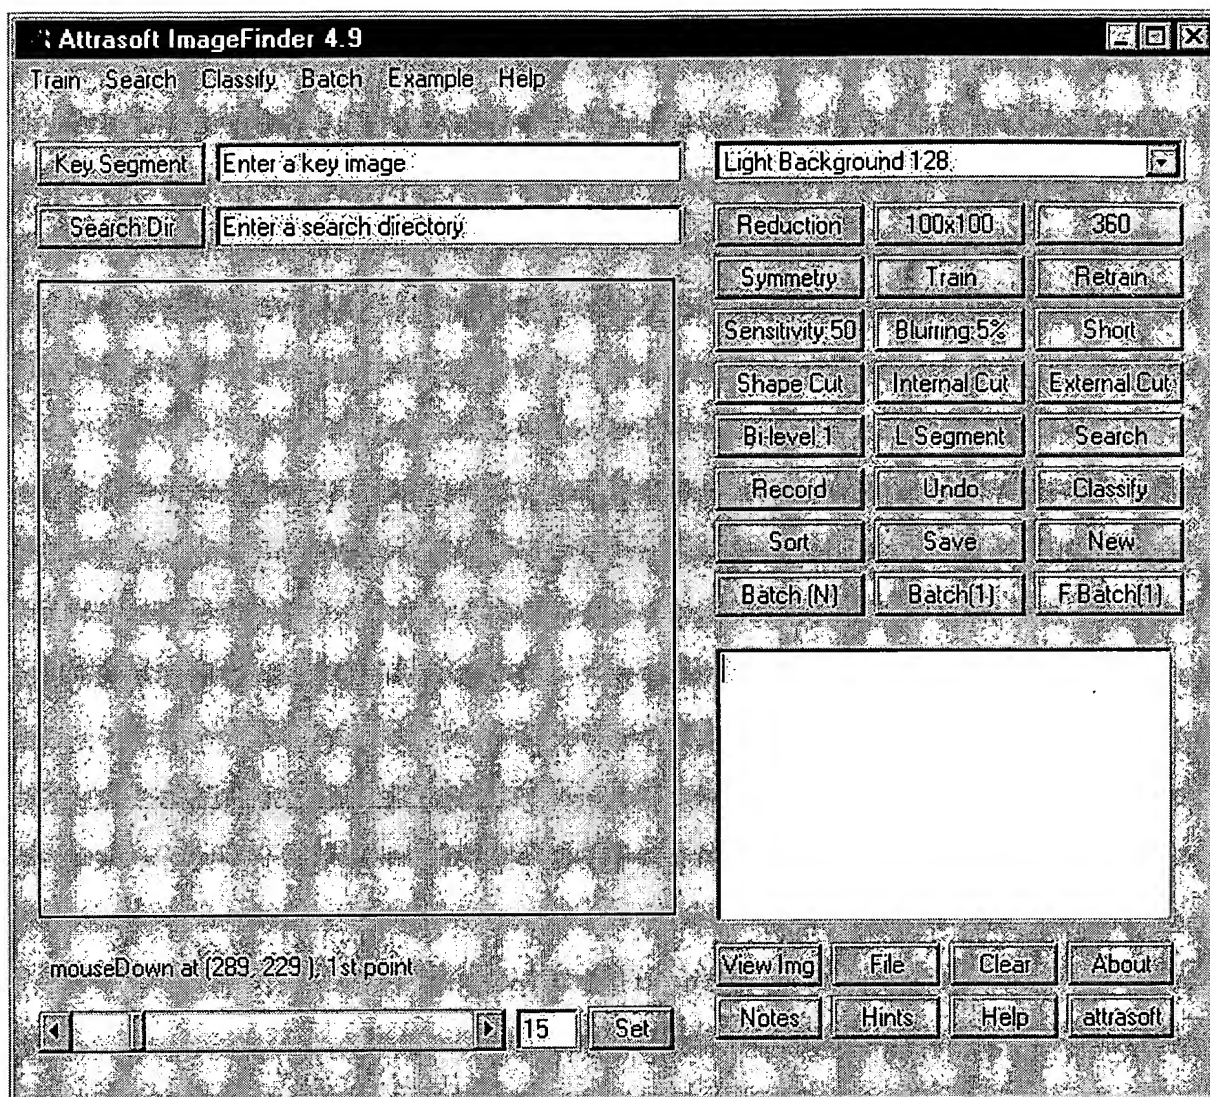 Attrasoft ImageFinder 4.9
Train Search Classify Batch Example Help
Key Segment Enter a key image
Light Background 128
Search Dir Enter a search directory
Reduction 100x100 360
Symmetry Train Retrain
Sensitivity:50 Blurring:5% Short
Shape Cut Internal Cut External Cut
Bi-level 1 L Segment Search
Record Undo Classify
Sort Save New
Batch (N) Batch(1) F Batch(1)
mouseDown at (289, 229 ), 1st point
15 Set
View Img File Clear About
Notes Hints Help attrasoft